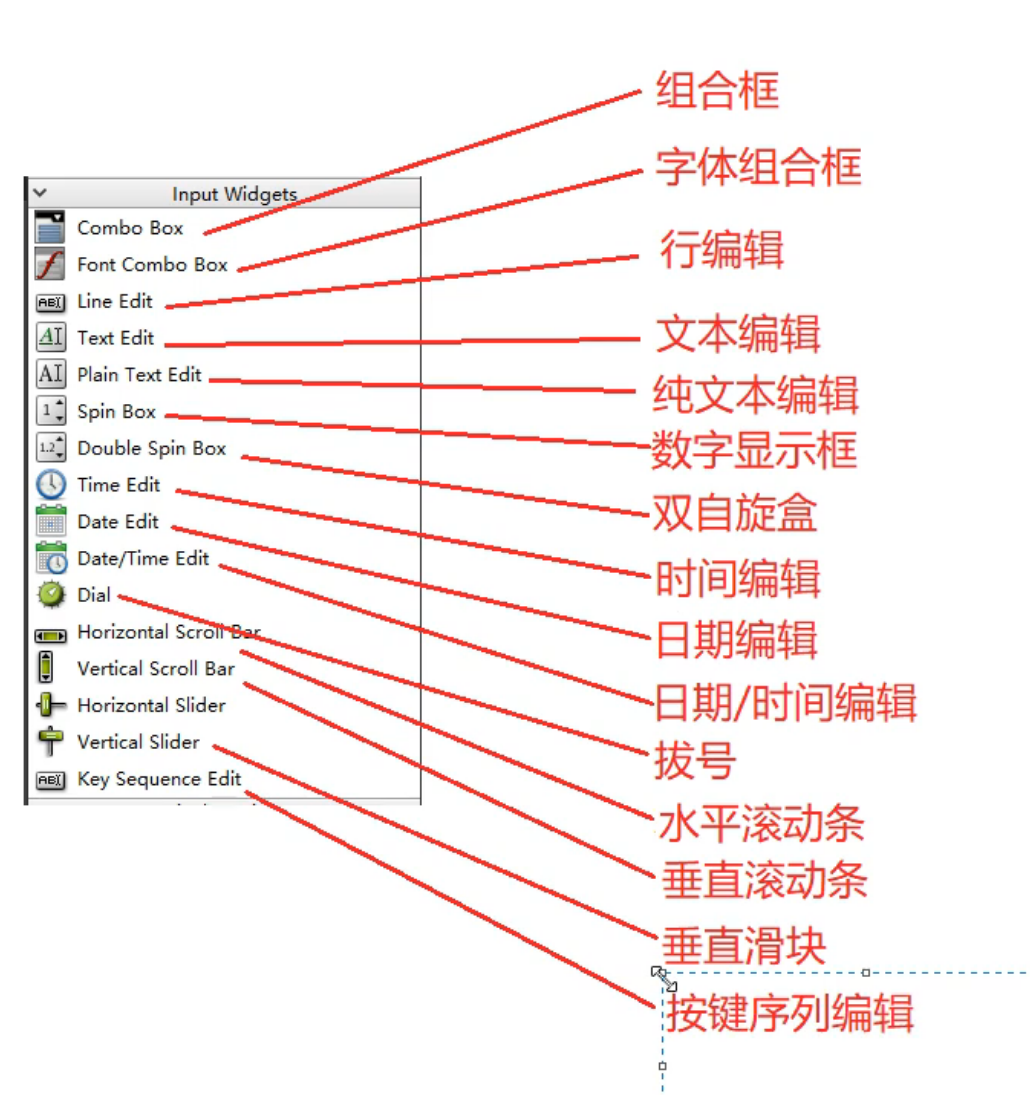 组合框
字体组合框
Input Widgets
Combo Box
Font Combo Box
行编辑
Line Edit
Text Edit
文本编辑
Plain Text Edit
纯文本编辑
Spin Box
数字显示框
Double Spin Box
双自旋盒
Time Edit
时间编辑
Date Edit
日期编辑
Date/Time Edit
日期/时间编辑
Dial
拔号
Horizontal Scroll Bar
水平滚动条
Vertical Scroll Bar
垂直滚动条
Horizontal Slider
Vertical Slider
垂直滑块
Key Sequence Edit
按键序列编辑